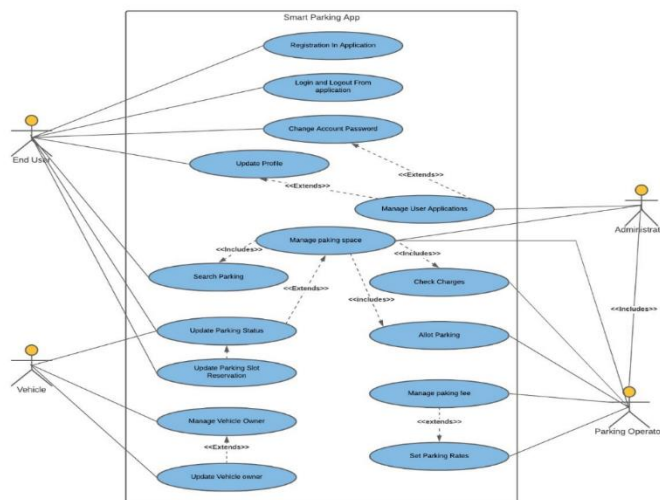 Smart Parking App
Registration In Application
Login and Logout From
application
Change Account Password
End User
Update Profile
<<Extends>>
<<Extends>>
Manage User Applications
Administrat
Manage paking space
<<Includes>>
<<Includes>>
Search Parking
Check Charges
<<Extends>>
<<includes>>
<<Includes>>
Update Parking Status
Allot Parking
Update Parking Slot
Reservation
Vehicle
Manage paking fee
Manage Vehicle Owner
<<extends>>
Parking Operato
<<Extends>>
Set Parking Rates
Update Vehicle owner